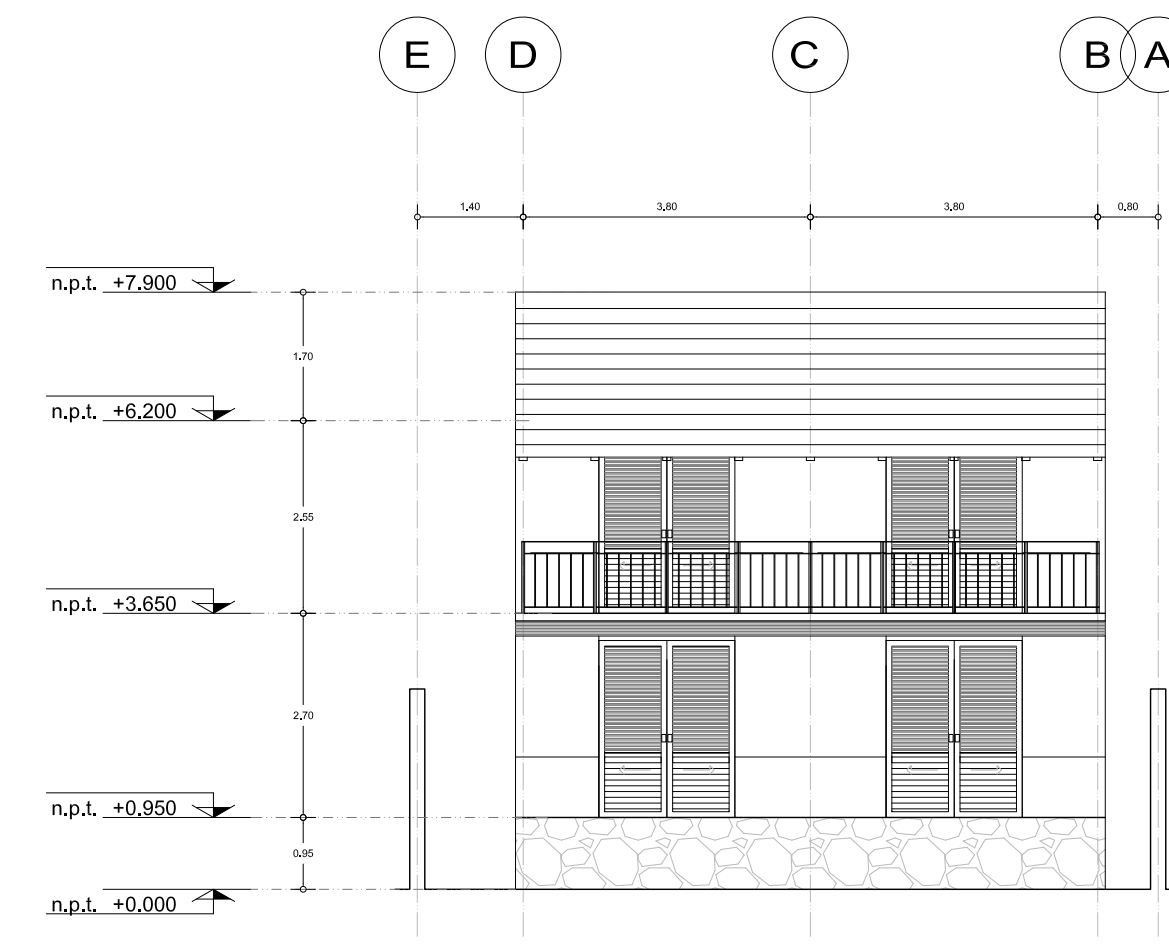 E D C B A
1.40 3.80 3.80 0.80
n.p.t. +7.900
1.70
n.p.t. +6.200
2.55
n.p.t. +3.650
2.70
n.p.t. +0.950
0.95
n.p.t. +0.000